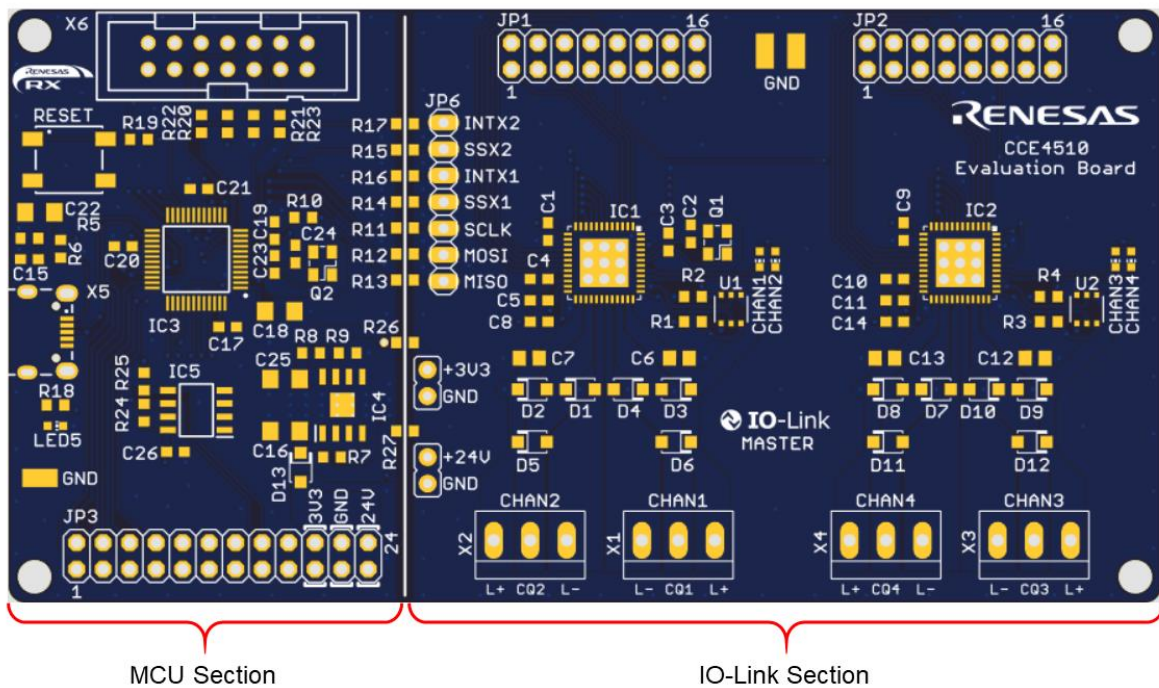 X6
RENESAS
RX
RESET
R19
R22
R20
R21
R23
C21
C22
R5
R6
C15
C20
X5
IC3
C19
C23
R10
C24
Q2
C17
C18
R8
R9
C25
IC4
R25
R24
IC5
R18
LED5
C26
C16
D13
R7
GND
JP3
1
3V3
GND
24V
24
R17
R15
R16
R14
R11
R12
R13
R26
R27
JP6
INTX2
SSX2
INTX1
SSX1
SCLK
MOSI
MISO
+3V3
GND
+24V
GND
JP1
16
1
GND
JP2
16
1
RENESAS
CCE4510
Evaluation Board
C1
IC1
C3
C2
Q1
C4
C5
C8
R2
R1
U1
CHAN1
CHAN2
C9
IC2
C10
C11
C14
R4
R3
U2
CHAN3
CHAN4
C7
C6
C13
C12
D2
D1
D4
D3
D8
D7
D10
D9
D5
D6
D11
D12
IO-Link
MASTER
CHAN2
X2
L+ CQ2 L-
CHAN1
X1
L- CQ1 L+
CHAN4
X4
L+ CQ4 L-
CHAN3
X3
L- CQ3 L+
MCU Section
IO-Link Section